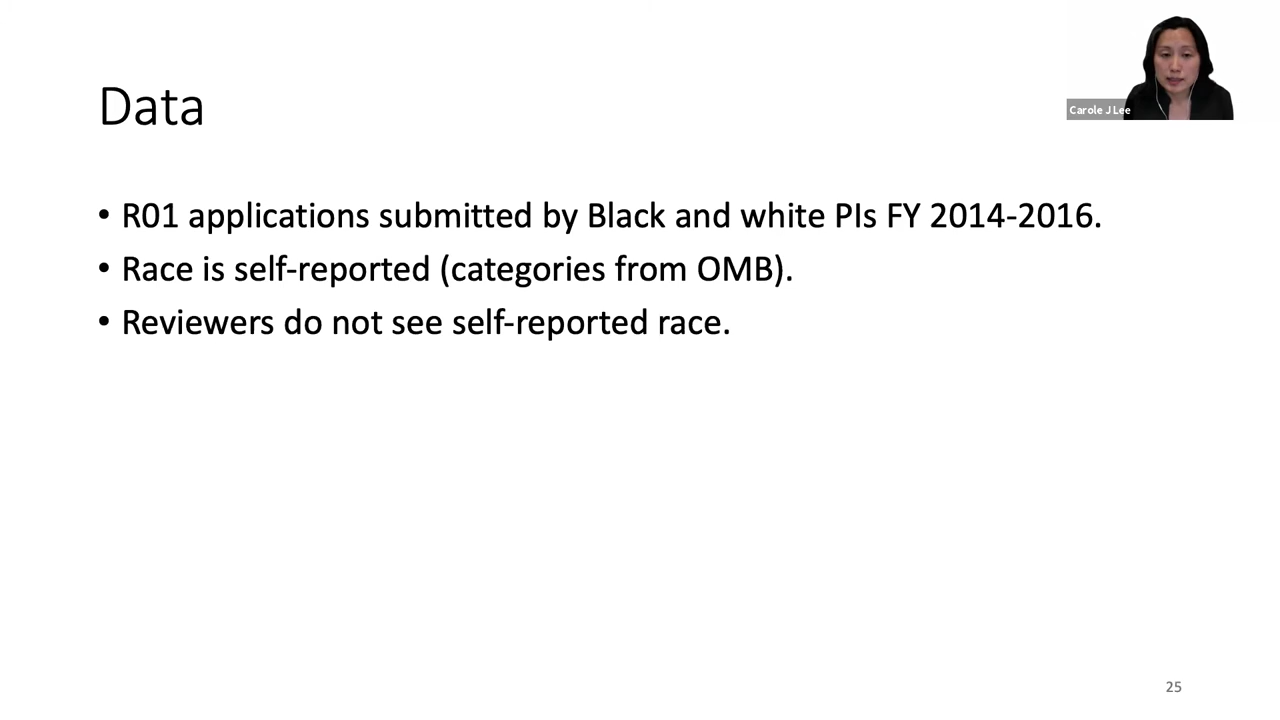 Carole J Lee
Data
• R01 applications submitted by Black and white PIs FY 2014-2016.
• Race is self-reported (categories from OMB).
• Reviewers do not see self-reported race.
25